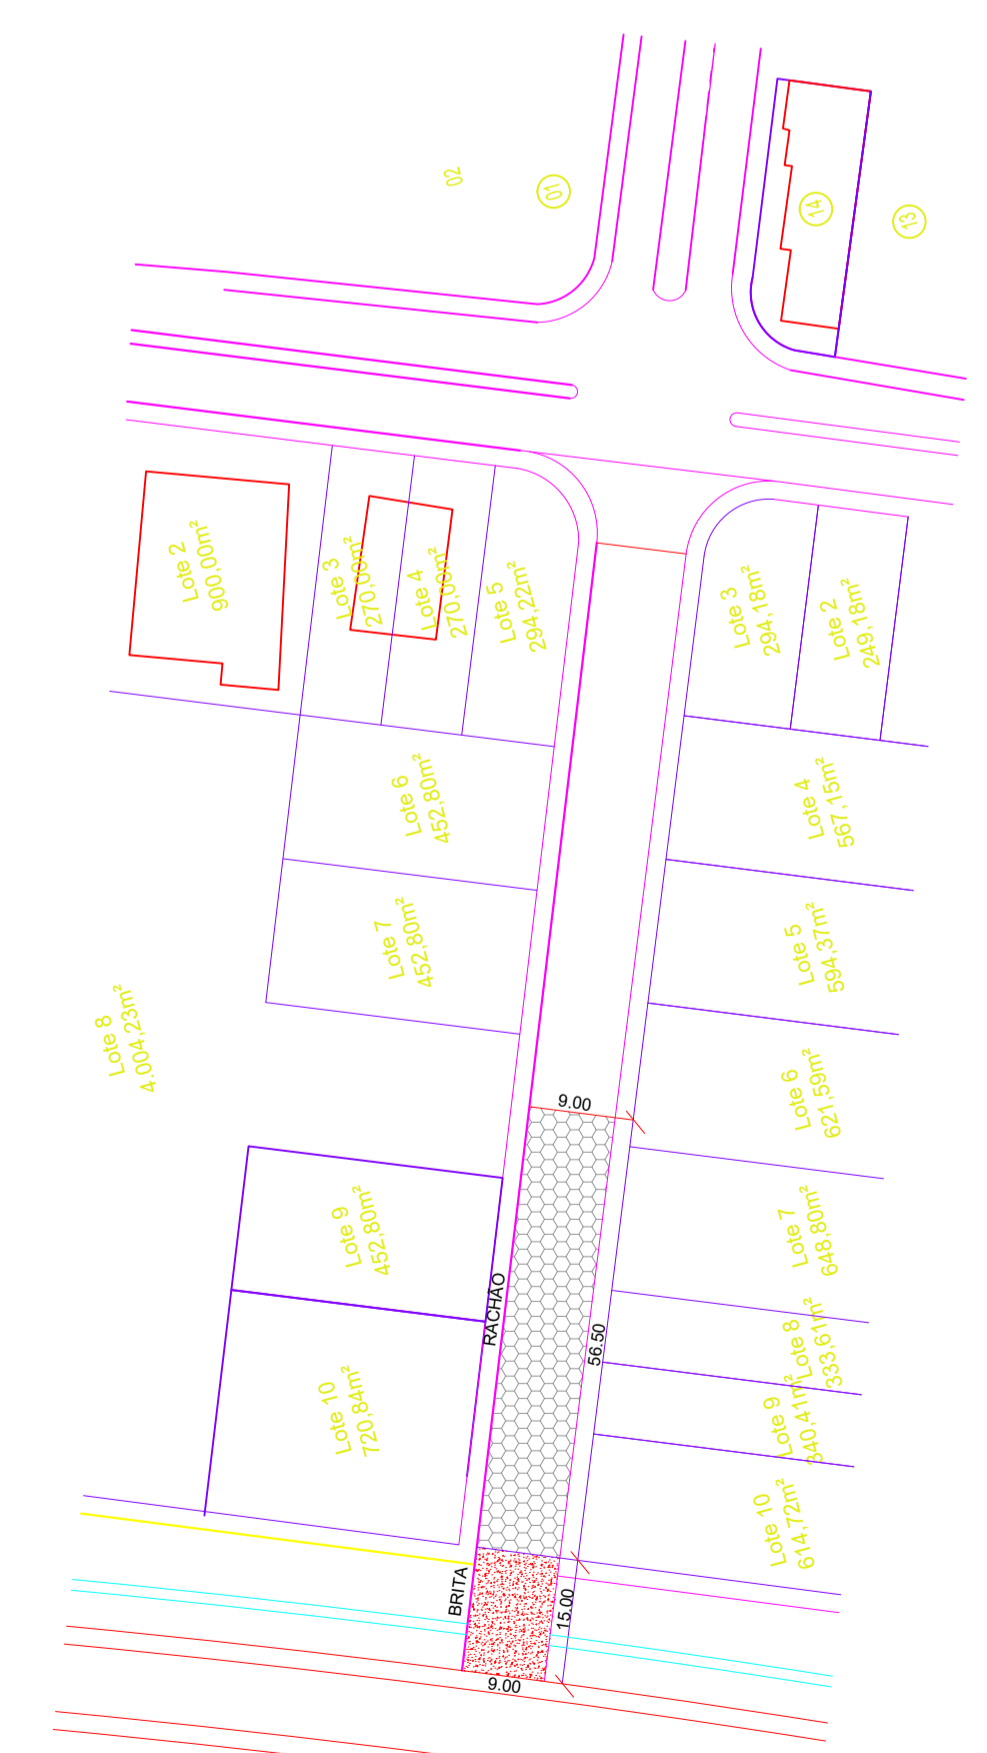 02
01
14
13
Lote 2
900,00m²
Lote 3
270,00m²
Lote 4
270,00m²
Lote 5
294,22m²
Lote 3
294,18m²
Lote 2
249,18m²
Lote 6
452,80m²
Lote 4
567,15m²
Lote 7
452,80m²
Lote 5
594,37m²
Lote 8
4.004,23m²
Lote 6
621,59m²
9.00
Lote 9
452,80m²
Lote 7
648,80m²
RACHÃO
56.50
Lote 8
333,61m²
Lote 10
720,84m²
Lote 9
340,41m²
Lote 10
614,72m²
BRITA
15.00
9.00